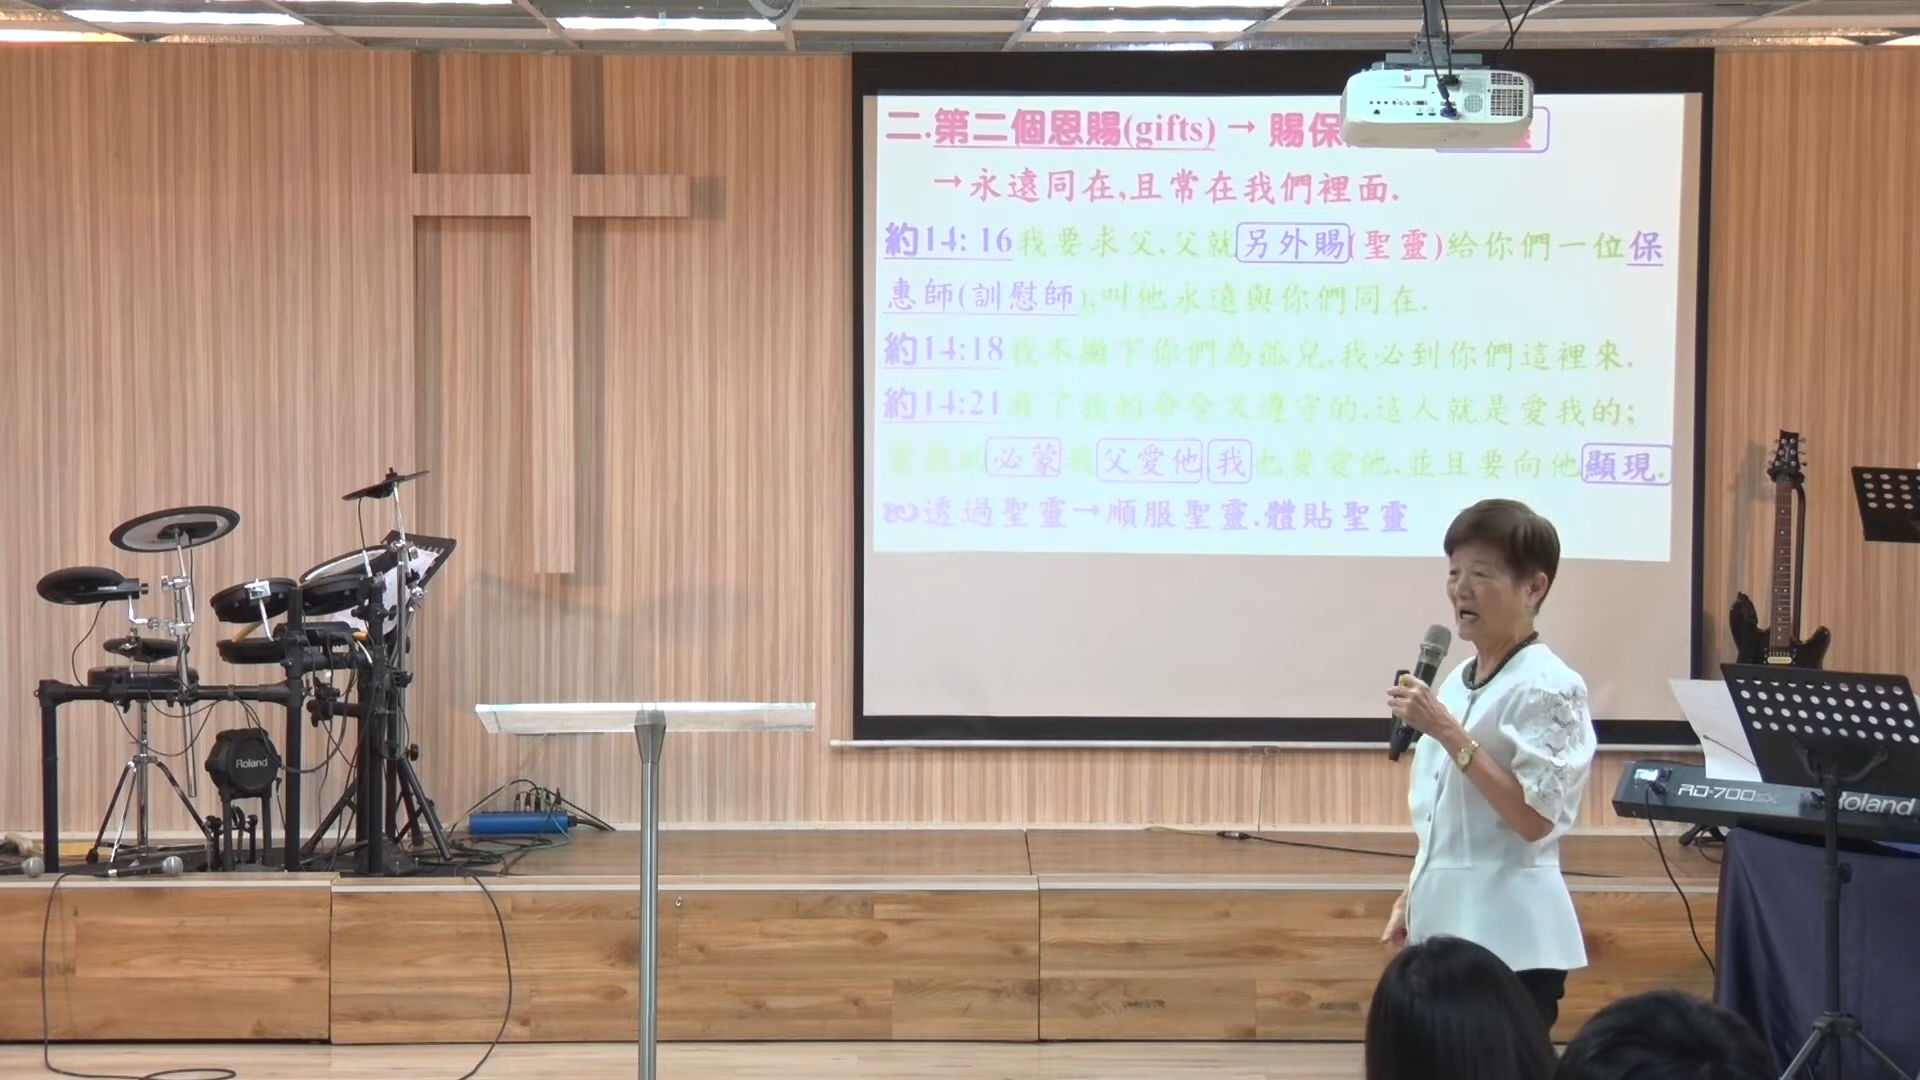 二.第二個恩賜(gifts)→ 賜保
→永遠同在,且常在我們裡面.
約14: 16我要求父.父就另外賜(聖靈)給你們一位保
惠師(訓慰師),叫他永遠與你們同在.
約14:18我不撇下你們為孤兒.我必到你們這裡來.
約14:21有了我的命令又遵守的,這人就是愛我的;
必蒙我父愛他,我也要愛他,並且要向他顯現.
透過聖靈→順服聖靈.體貼聖靈
Roland
RD-700SX
Roland